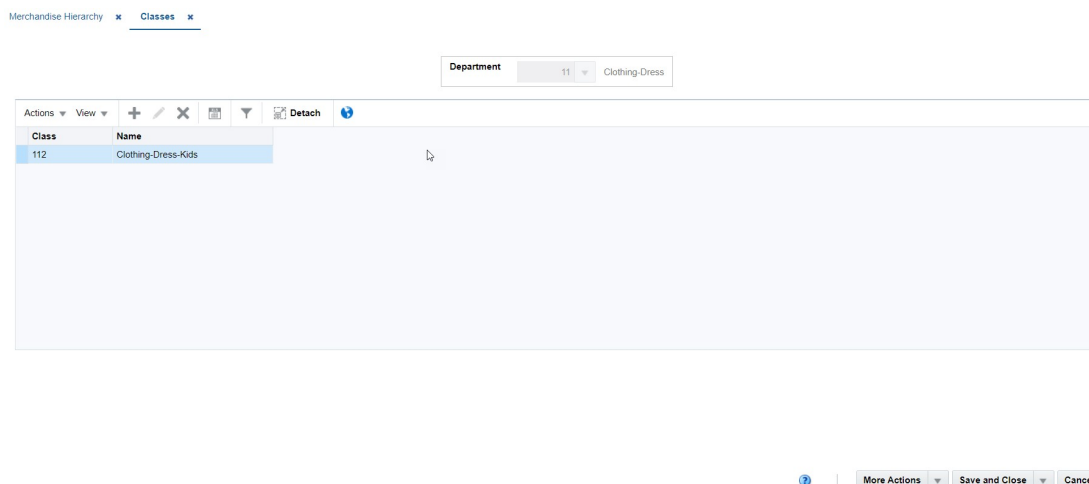 Merchandise Hierarchy Classes
Department 11 Clothing-Dress
Actions View Detach
Class Name
112 Clothing-Dress-Kids
More Actions Save and Close Cance